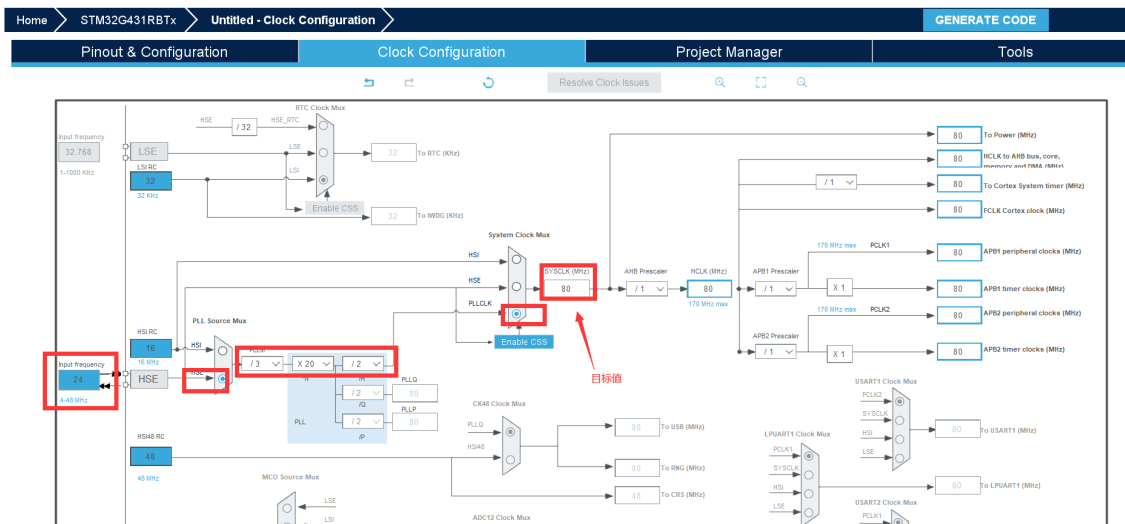 Home STM32G431RBTx Untitled - Clock Configuration GENERATE CODE
Pinout & Configuration Clock Configuration Project Manager Tools
Resolve Clock Issues
RTC Clock Mux
HSE / 32 HSE_RTC
Input frequency
32.768
1-1000 KHz
LSE
LSE
32 To RTC (KHz)
LSI RC
32
32 KHz
LSI
Enable CSS
32 To IWDG (KHz)
80 To Power (MHz)
80 HCLK to AHB bus, core,
memory and DMA (MHz)
/ 1 80 To Cortex System timer (MHz)
80 FCLK Cortex clock (MHz)
System Clock Mux
HSI
HSE
PLLCLK
Enable CSS
SYSCLK (MHz)
80
目标值
AHB Prescaler
/ 1
HCLK (MHz)
80
170 MHz max
APB1 Prescaler
/ 1
170 MHz max PCLK1
80 APB1 peripheral clocks (MHz)
X 1 80 APB1 timer clocks (MHz)
170 MHz max PCLK2
80 APB2 peripheral clocks (MHz)
APB2 Prescaler
/ 1
X 1 80 APB2 timer clocks (MHz)
PLL Source Mux
HSI RC
16
16 MHz
HSI
Input frequency
24
4-48 MHz
HSE
HSE
PLLM
/ 3 X 20 / 2
*N /R PLLQ
/ 2 80
/Q PLLP
PLL / 2 80
/P
HSI48 RC
48
48 MHz
CK48 Clock Mux
PLLQ
HSI48
80 To USB (MHz)
80 To RNG (MHz)
48 To CRS (MHz)
USART1 Clock Mux
PCLK2
SYSCLK
HSI
LSE
80 To USART1 (MHz)
LPUART1 Clock Mux
PCLK1
SYSCLK
HSI
LSE
80 To LPUART1 (MHz)
USART2 Clock Mux
PCLK1
MCO Source Mux
LSE
LSI
ADC12 Clock Mux